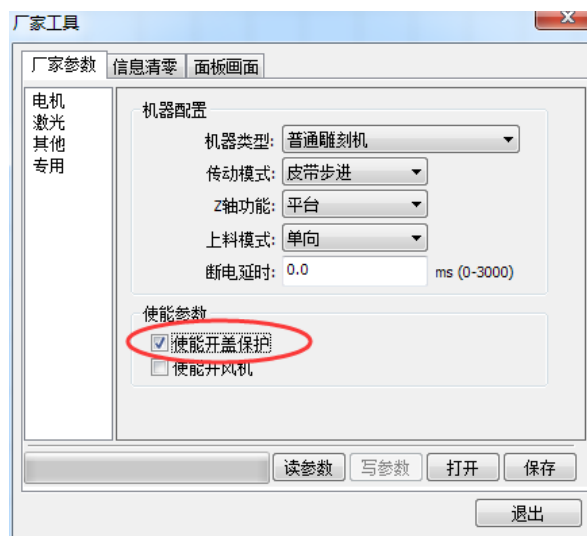 厂家工具
厂家参数 信息清零 面板画面
电机
激光
其他
专用
机器配置
机器类型: 普通雕刻机
传动模式: 皮带步进
Z轴功能: 平台
上料模式: 单向
断电延时: 0.0 ms (0-3000)
使能参数
使能开盖保护
使能开风机
读参数 写参数 打开 保存
退出